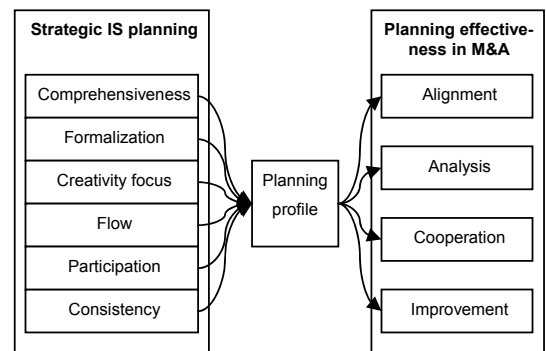 Strategic IS planning
Comprehensiveness
Formalization
Creativity focus
Flow
Participation
Consistency
Planning
profile
Planning effective-
ness in M&A
Alignment
Analysis
Cooperation
Improvement